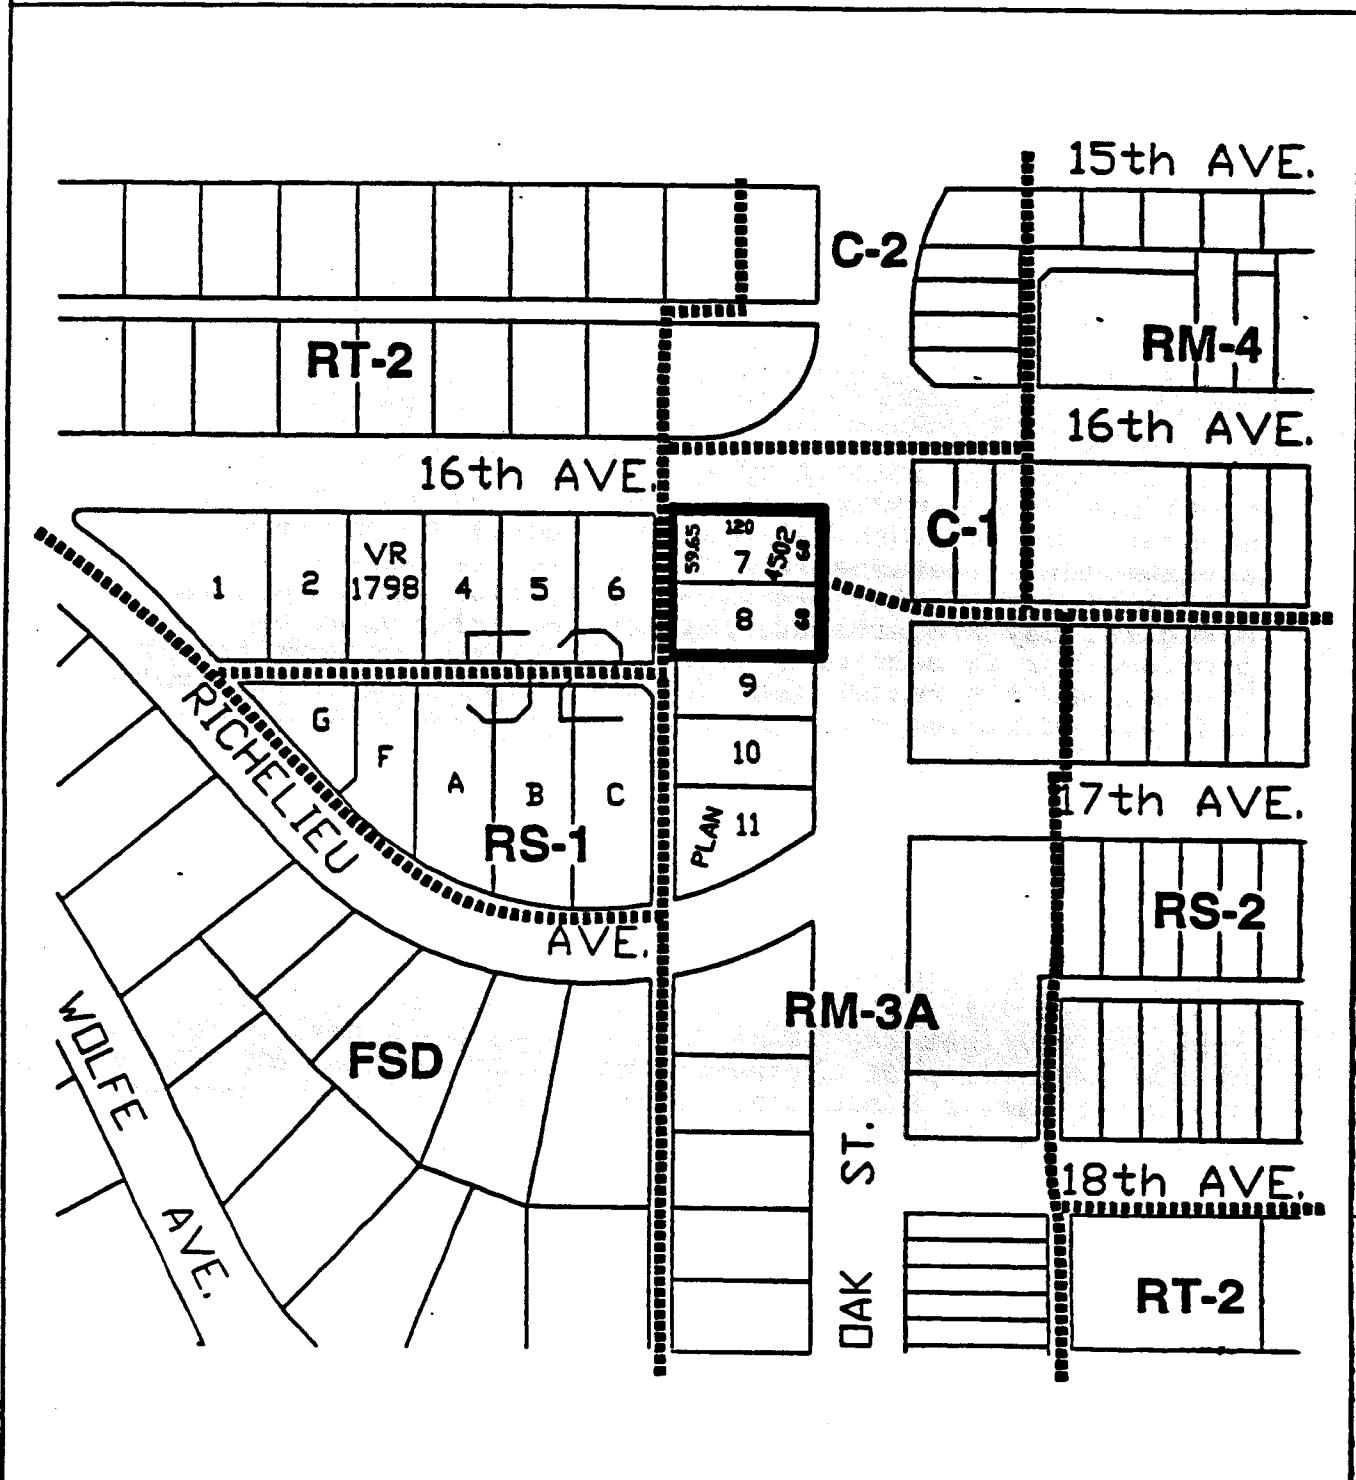 15th AVE.
C-2
RM-4
RT-2
16th AVE.
16th AVE.
C-1
120
59.65
7
4502
60
VR
1798
1
2
4
5
6
8
60
9
G
F
10
A
B
C
11
PLAN
RICHELIEU
AVE.
RS-1
17th AVE.
RS-2
RM-3A
WOLFE
AVE.
FSD
OAK ST.
18th AVE.
RT-2